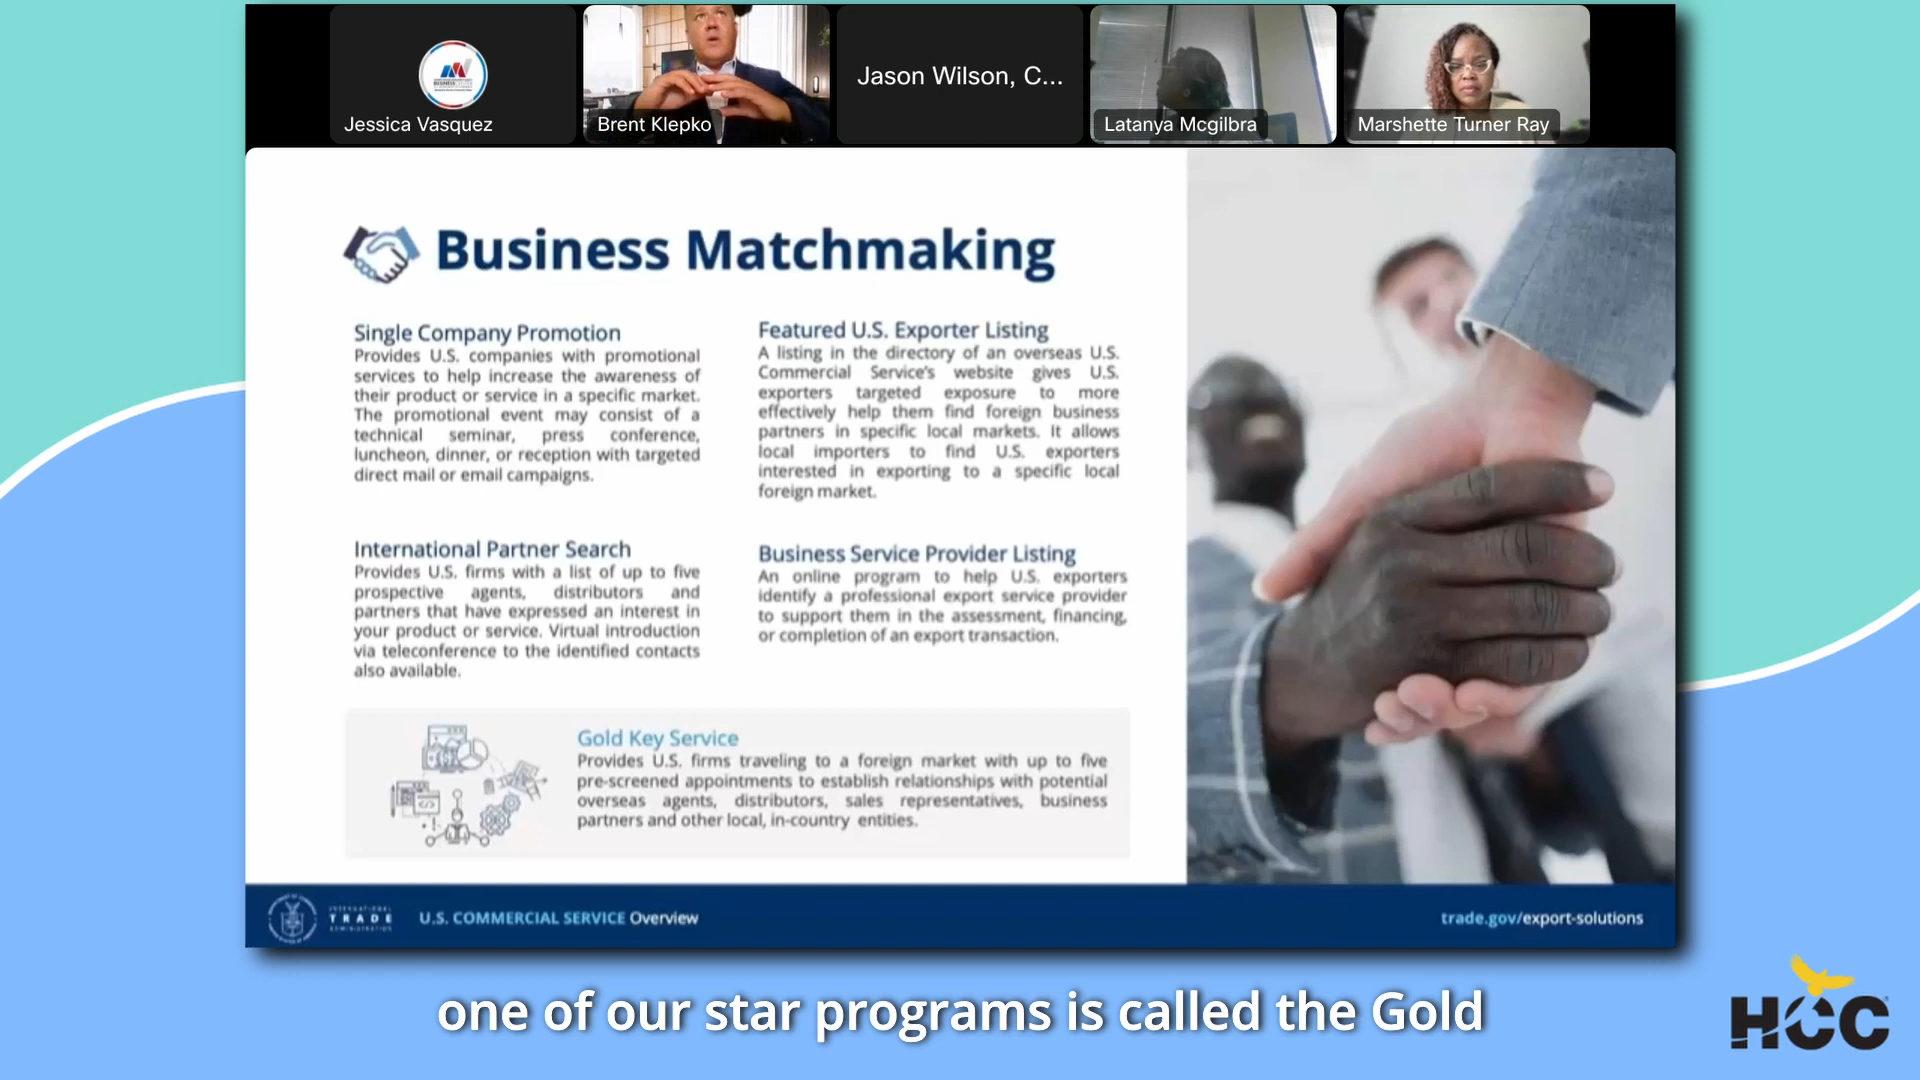 Jessica Vasquez
Brent Klepko
Jason Wilson, C...
Latanya Mcgilbra
Marshette Turner Ray
Business Matchmaking
Single Company Promotion
Provides U.S. companies with promotional
services to help increase the awareness of
their product or service in a specific market.
The promotional event may consist of a
technical seminar, press conference,
luncheon, dinner, or reception with targeted
direct mail or email campaigns.
Featured U.S. Exporter Listing
A listing in the directory of an overseas U.S.
Commercial Service's website gives U.S.
exporters targeted exposure to more
effectively help them find foreign business
partners in specific local markets. It allows
local importers to find U.S. exporters
interested in exporting to a specific local
foreign market.
International Partner Search
Provides U.S. firms with a list of up to five
prospective agents, distributors and
partners that have expressed an interest in
your product or service. Virtual introduction
via teleconference to the identified contacts
also available.
Business Service Provider Listing
An online program to help U.S. exporters
identify a professional export service provider
to support them in the assessment, financing,
or completion of an export transaction.
Gold Key Service
Provides U.S. firms traveling to a foreign market with up to five
pre-screened appointments to establish relationships with potential
overseas agents, distributors, sales representatives, business
partners and other local, in-country entities.
INTERNATIONAL
TRADE
ADMINISTRATION
U.S. COMMERCIAL SERVICE Overview
trade.gov/export-solutions
one of our star programs is called the Gold
HCC